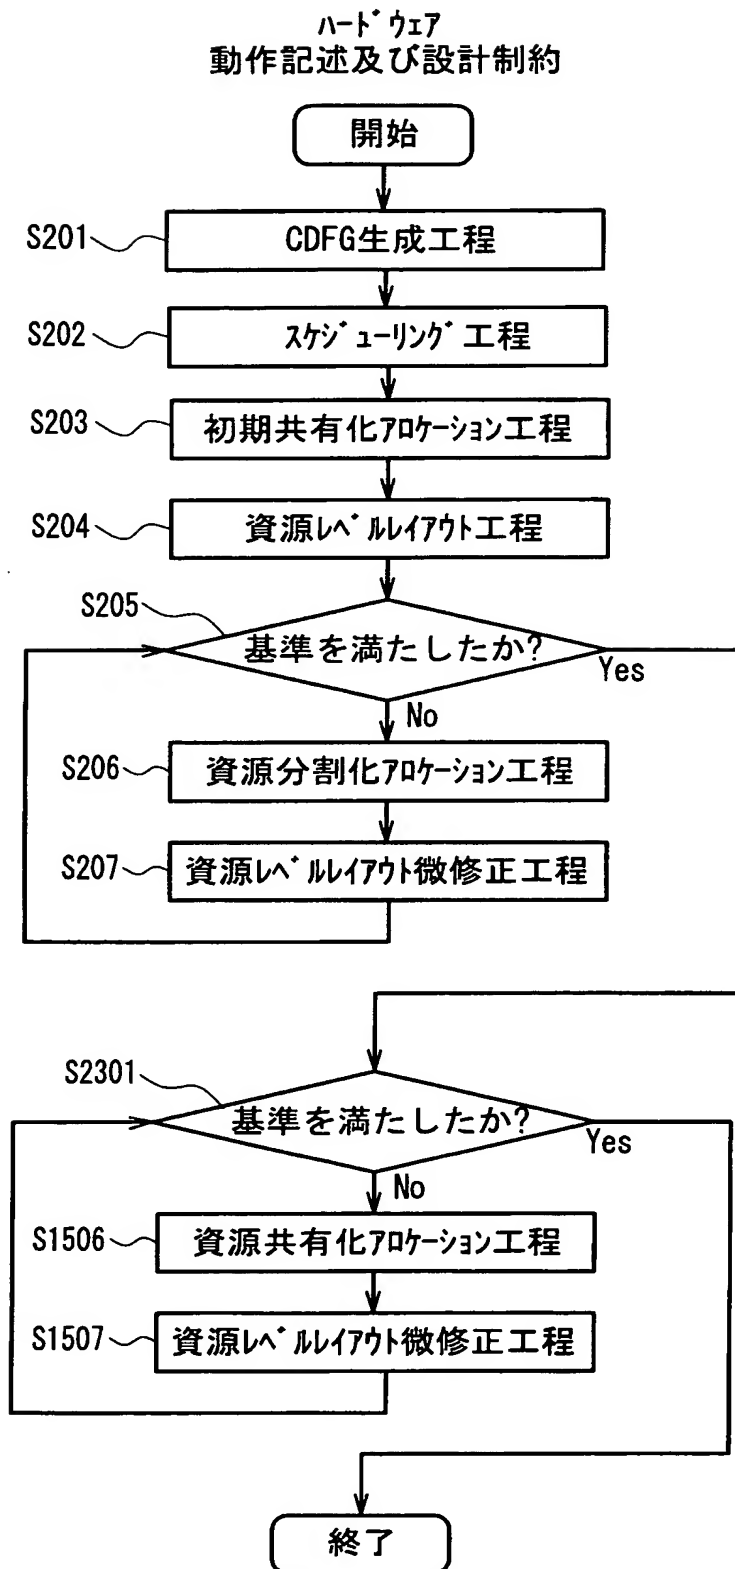 ﾊｰﾄﾞｳｪｱ
動作記述及び設計制約
開始
S201
CDFG生成工程
S202
ｽｹｼﾞｭｰﾘﾝｸﾞ工程
S203
初期共有化ｱﾛｹｰｼｮﾝ工程
S204
資源ﾚﾍﾞﾙﾚｲｱｳﾄ工程
S205
基準を満たしたか?
Yes
No
S206
資源分割化ｱﾛｹｰｼｮﾝ工程
S207
資源ﾚﾍﾞﾙﾚｲｱｳﾄ微修正工程
S2301
基準を満たしたか?
Yes
No
S1506
資源共有化ｱﾛｹｰｼｮﾝ工程
S1507
資源ﾚﾍﾞﾙﾚｲｱｳﾄ微修正工程
終了